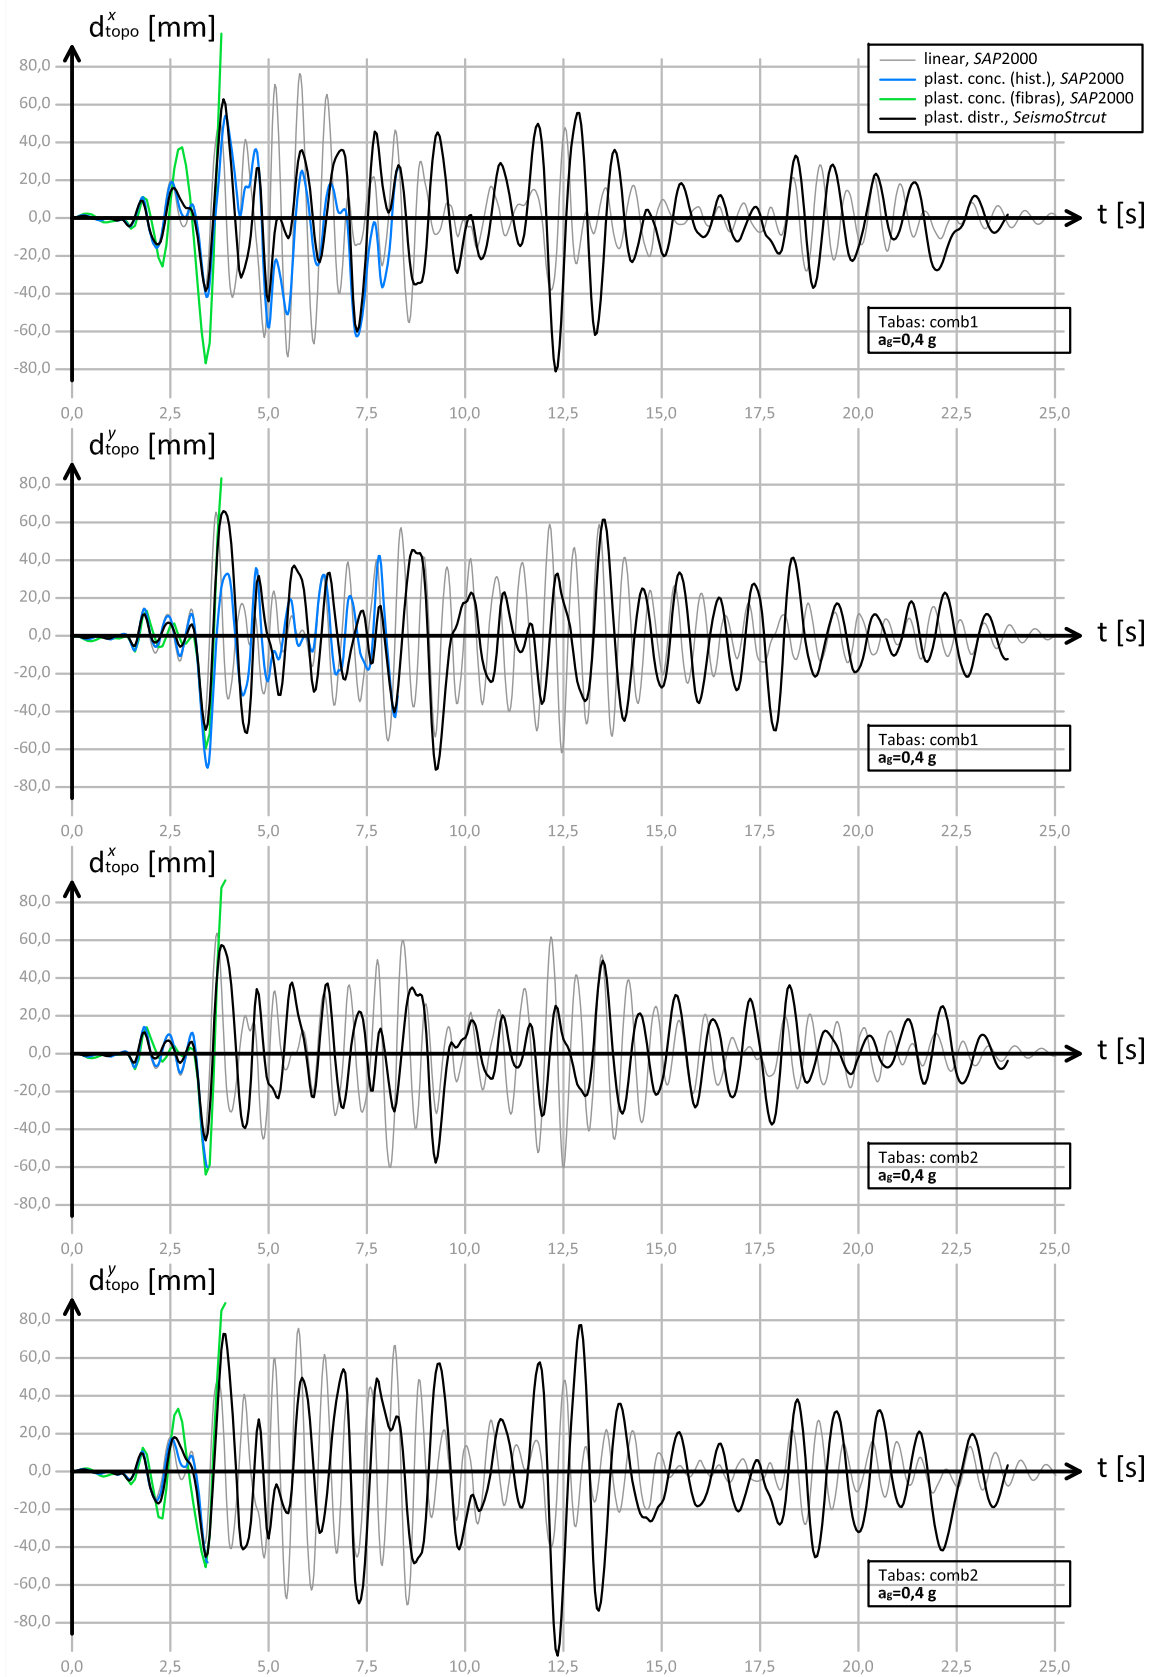 d_topo^x [mm]
linear, SAP2000
plast. conc. (hist.), SAP2000
plast. conc. (fibras), SAP2000
plast. distr., SeismoStrcut
80,0
60,0
40,0
20,0
0,0
-20,0
-40,0
-60,0
-80,0
t [s]
Tabas: comb1
ag=0,4 g
0,0 2,5 5,0 7,5 10,0 12,5 15,0 17,5 20,0 22,5 25,0
d_topo^y [mm]
80,0
60,0
40,0
20,0
0,0
-20,0
-40,0
-60,0
-80,0
t [s]
Tabas: comb1
ag=0,4 g
0,0 2,5 5,0 7,5 10,0 12,5 15,0 17,5 20,0 22,5 25,0
d_topo^x [mm]
80,0
60,0
40,0
20,0
0,0
-20,0
-40,0
-60,0
-80,0
t [s]
Tabas: comb2
ag=0,4 g
0,0 2,5 5,0 7,5 10,0 12,5 15,0 17,5 20,0 22,5 25,0
d_topo^y [mm]
80,0
60,0
40,0
20,0
0,0
-20,0
-40,0
-60,0
-80,0
t [s]
Tabas: comb2
ag=0,4 g
0,0 2,5 5,0 7,5 10,0 12,5 15,0 17,5 20,0 22,5 25,0